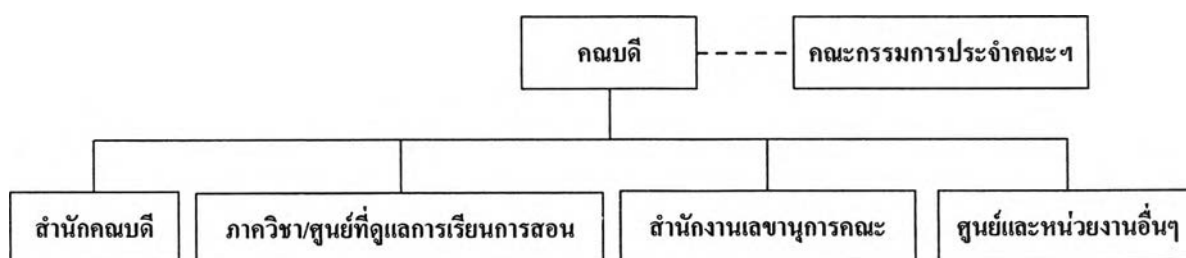 คณบดี
คณะกรรมการประจำคณะฯ
สำนักคณบดี
ภาควิชา/ศูนย์ที่ดูแลการเรียนการสอน
สำนักงานเลขานุการคณะ
ศูนย์และหน่วยงานอื่นๆ